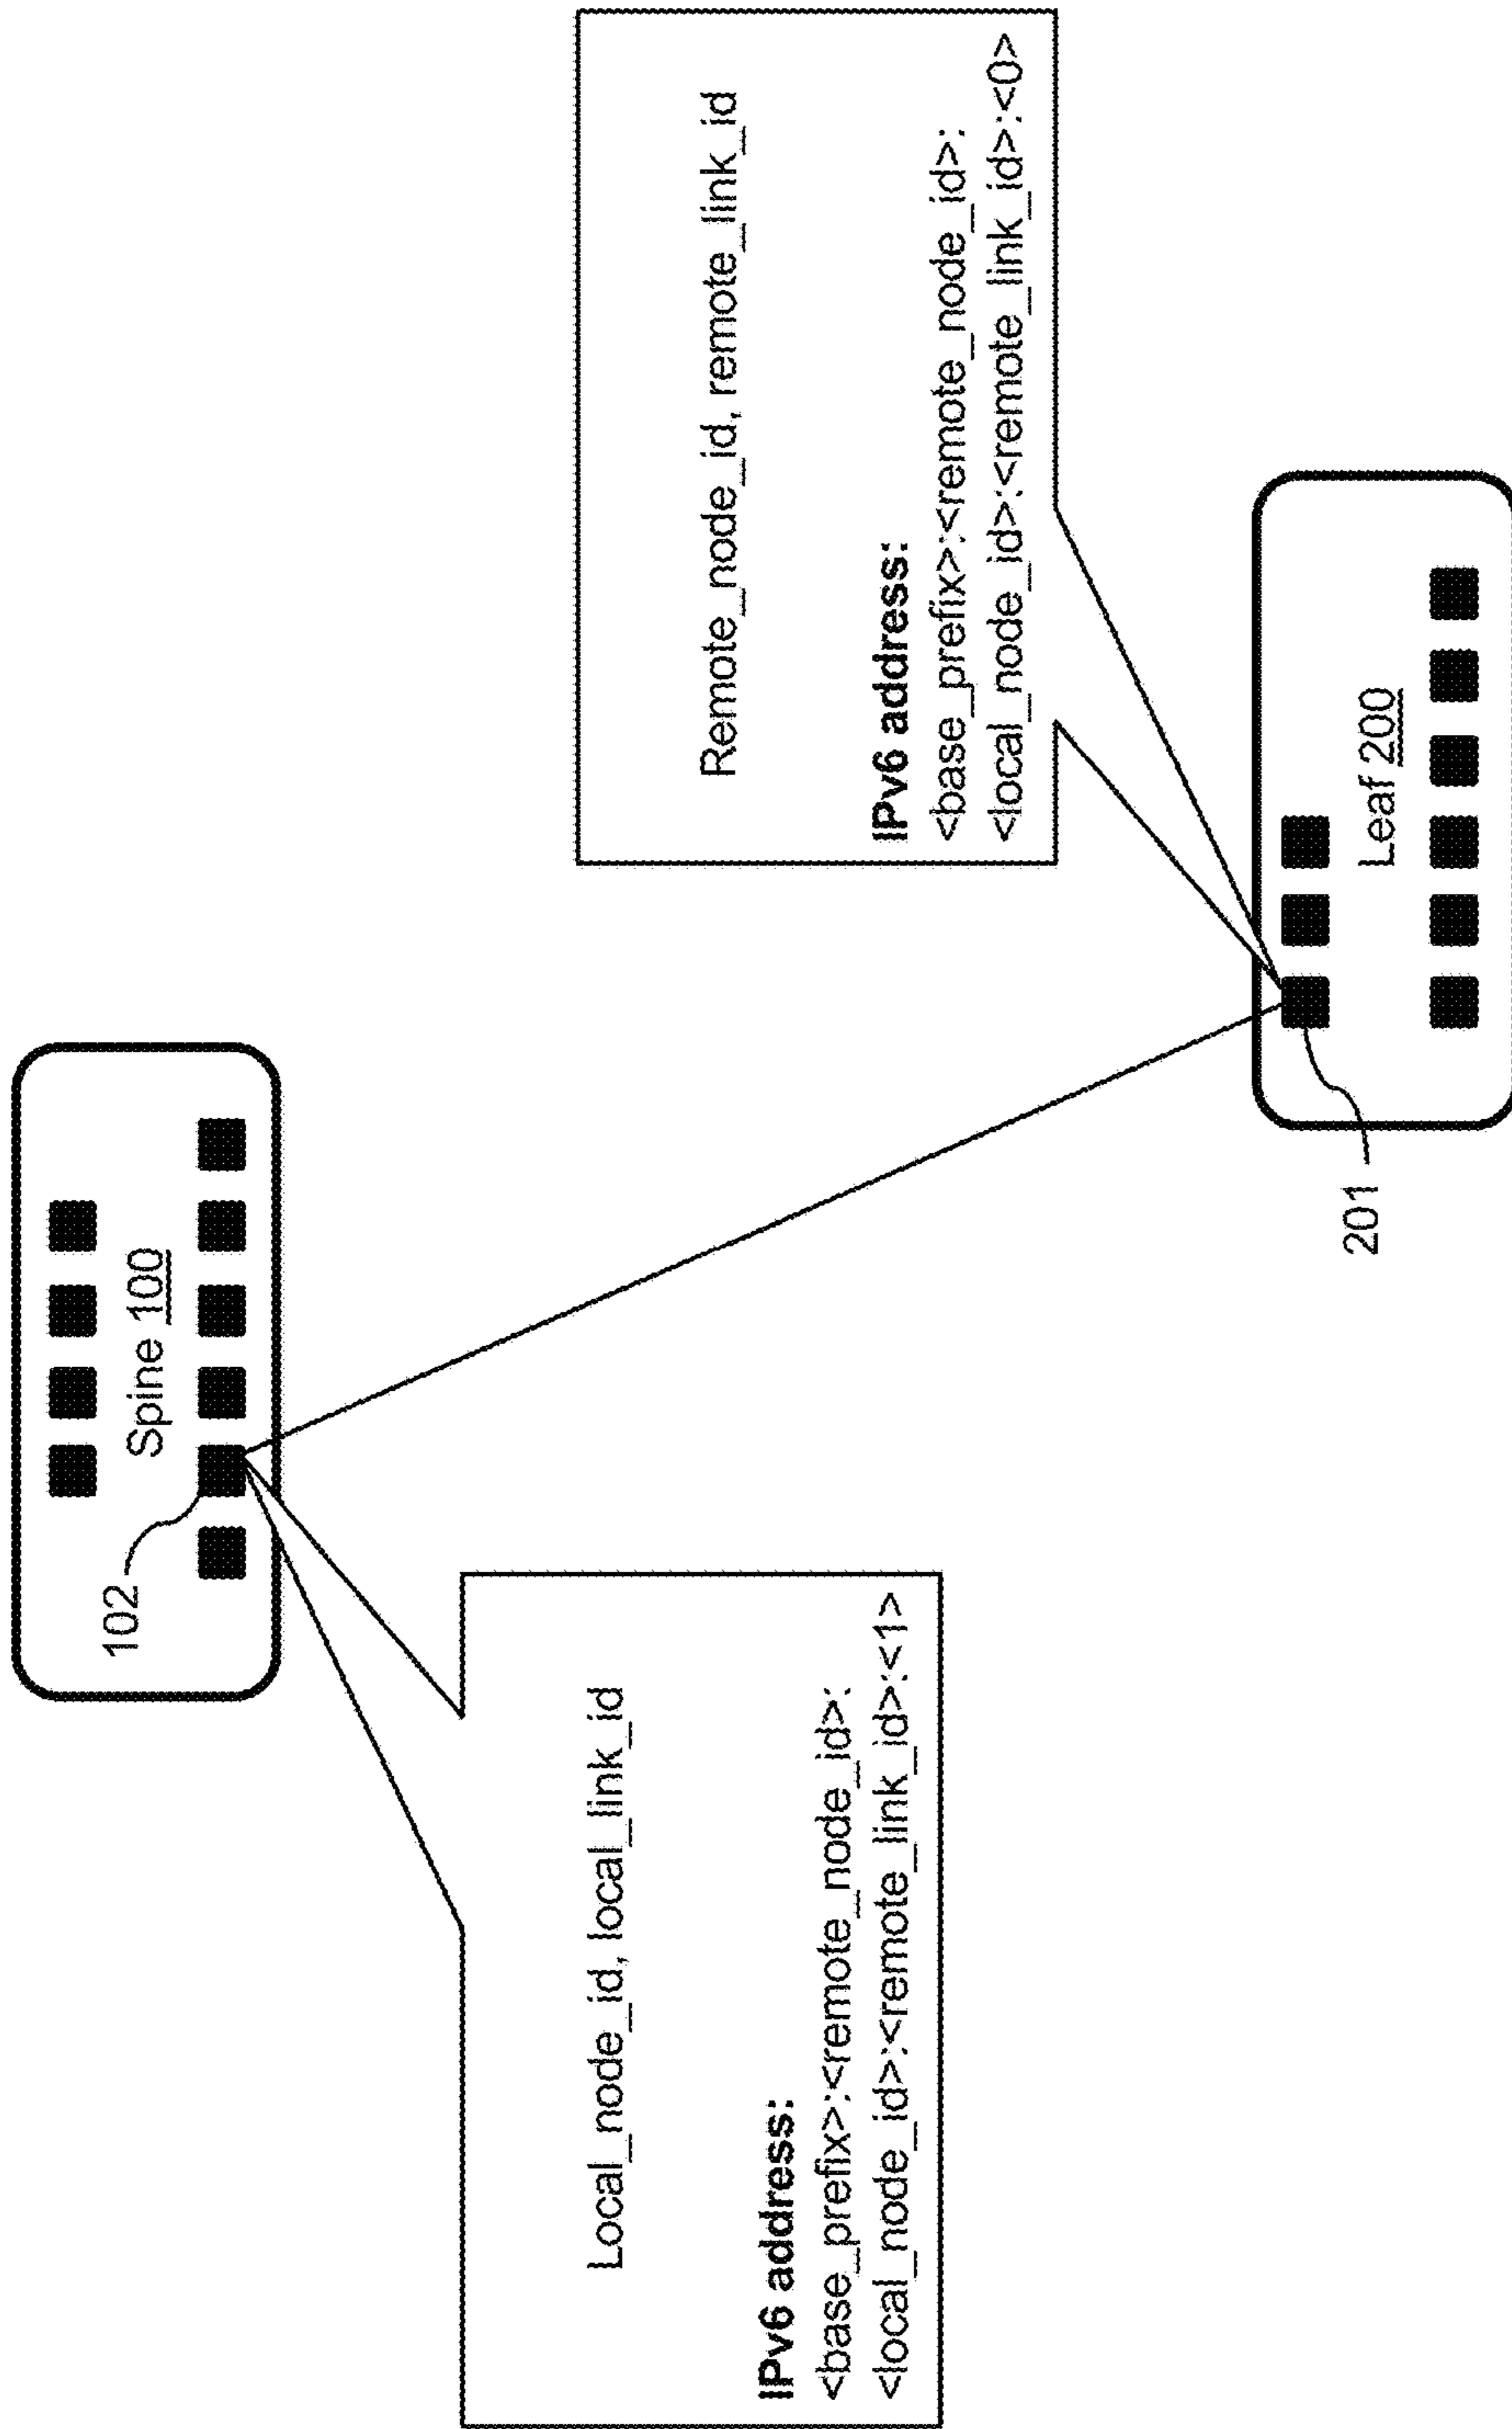 Spine 100
102
Local_node_id, local_link_id
IPv6 address:
<base_prefix>:<remote_node_id>:
<local_node_id>:<remote_link_id>:<1>
Remote_node_id, remote_link_id
IPv6 address:
<base_prefix>:<remote_node_id>:
<local_node_id>:<remote_link_id>:<0>
201
Leaf 200